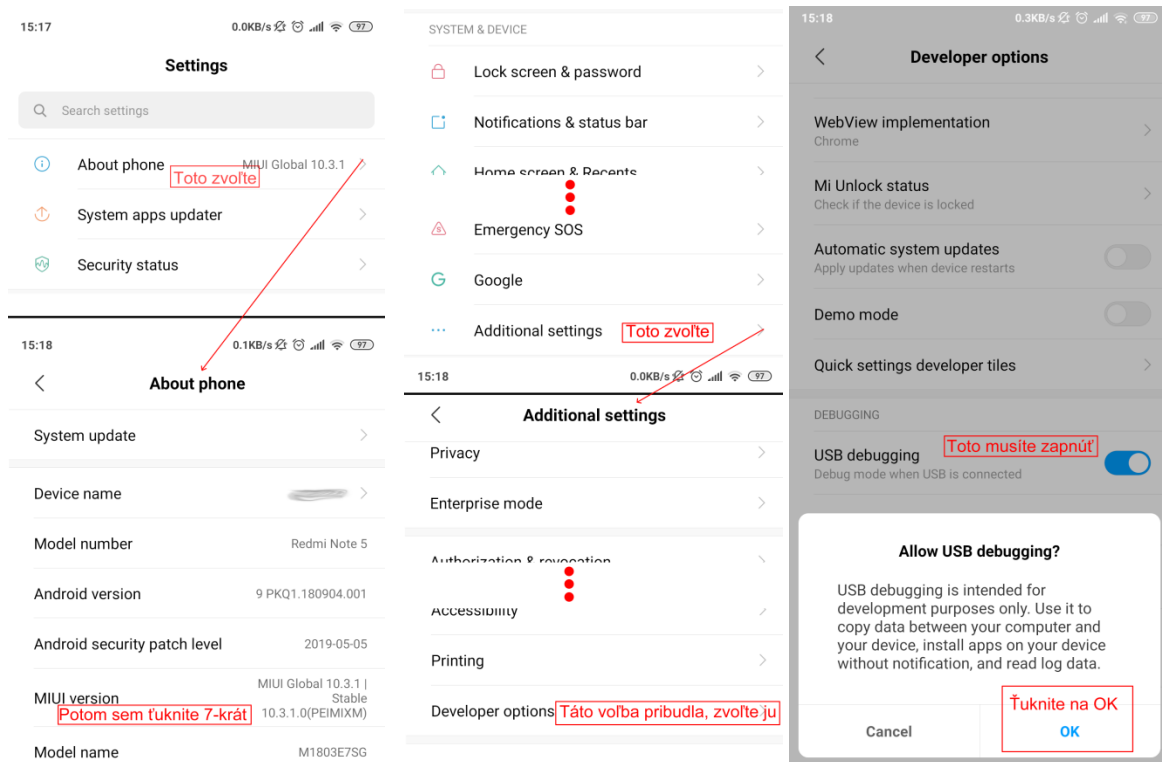 15:17 0.0KB/s 97
Settings
Search settings
About phone MIUI Global 10.3.1
Toto zvoľte
System apps updater
Security status
15:18 0.1KB/s 97
About phone
System update
Device name
Model number Redmi Note 5
Android version 9 PKQ1.180904.001
Android security patch level 2019-05-05
MIUI version MIUI Global 10.3.1 |
Stable
10.3.1.0(PEIMIXM)
Potom sem ťuknite 7-krát
Model name M1803E7SG
SYSTEM & DEVICE
Lock screen & password
Notifications & status bar
Home screen & Recents
Emergency SOS
Google
Additional settings Toto zvoľte
15:18 0.0KB/s 97
Additional settings
Privacy
Enterprise mode
Authorization & revocation
Accessibility
Printing
Developer options Táto voľba pribudla, zvoľte ju
15:18 0.3KB/s 97
Developer options
WebView implementation
Chrome
Mi Unlock status
Check if the device is locked
Automatic system updates
Apply updates when device restarts
Demo mode
Quick settings developer tiles
DEBUGGING
USB debugging Toto musíte zapnúť
Debug mode when USB is connected
Allow USB debugging?
USB debugging is intended for
development purposes only. Use it to
copy data between your computer and
your device, install apps on your device
without notification, and read log data.
Ťuknite na OK
Cancel OK